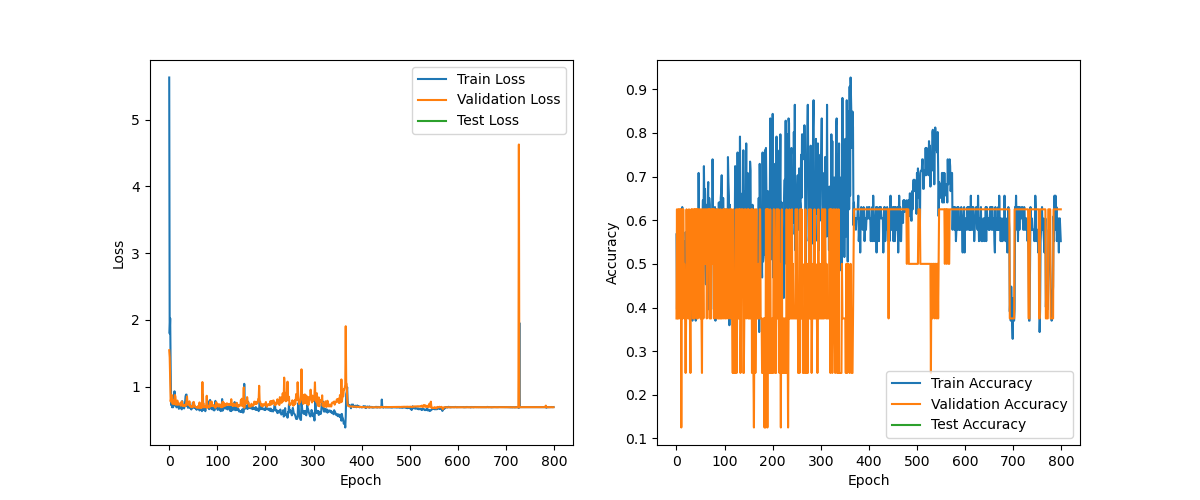 Train Loss
Validation Loss
Test Loss
5
4
3
2
1
Loss
0 100 200 300 400 500 600 700 800
Epoch
0.9
0.8
0.7
0.6
0.5
0.4
0.3
0.2
0.1
Accuracy
Train Accuracy
Validation Accuracy
Test Accuracy
0 100 200 300 400 500 600 700 800
Epoch